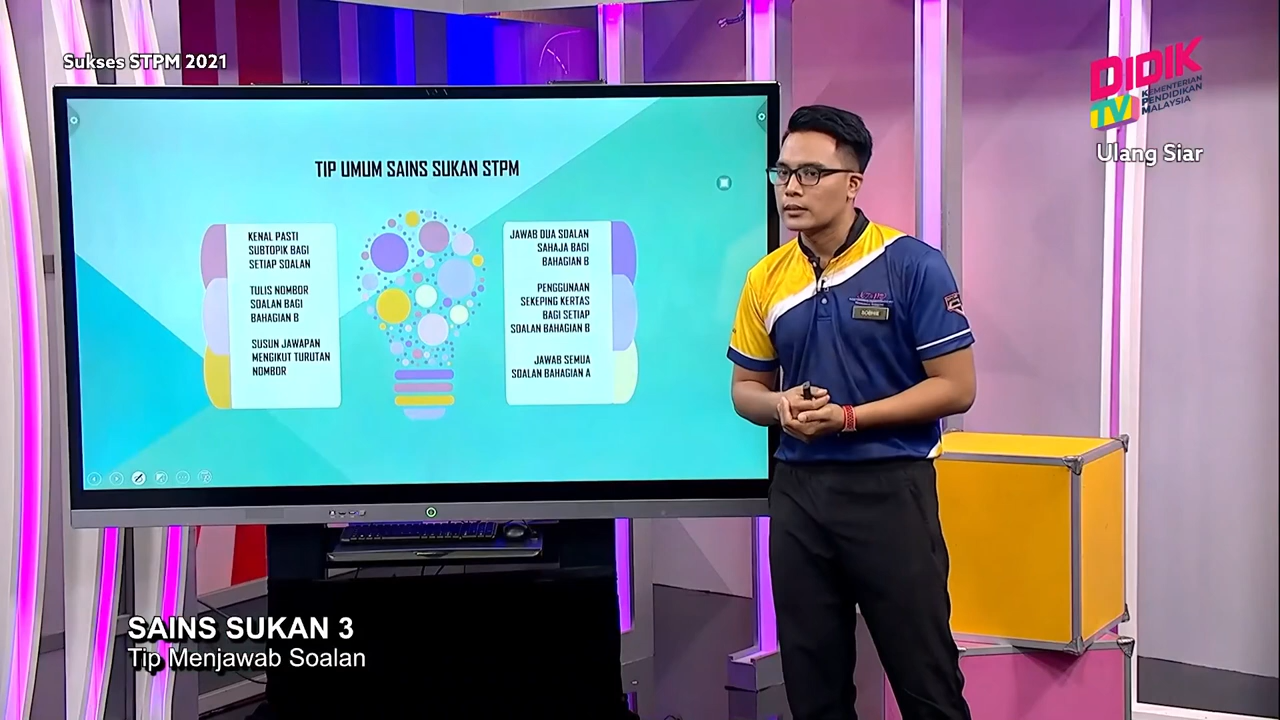 Sukses STPM 2021
DIDIK
TV
KEMENTERIAN
PENDIDIKAN
MALAYSIA
Ulang Siar
TIP UMUM SAINS SUKAN STPM
KENAL PASTI
SUBTOPIK BAGI
SETIAP SOALAN
TULIS NOMBOR
SOALAN BAGI
BAHAGIAN B
SUSUN JAWAPAN
MENGIKUT TURUTAN
NOMBOR
JAWAB DUA SOALAN
SAHAJA BAGI
BAHAGIAN B
PENGGUNAAN
SEKEPING KERTAS
BAGI SETIAP
SOALAN BAHAGIAN B
JAWAB SEMUA
SOALAN BAHAGIAN A
SAINS SUKAN 3
Tip Menjawab Soalan